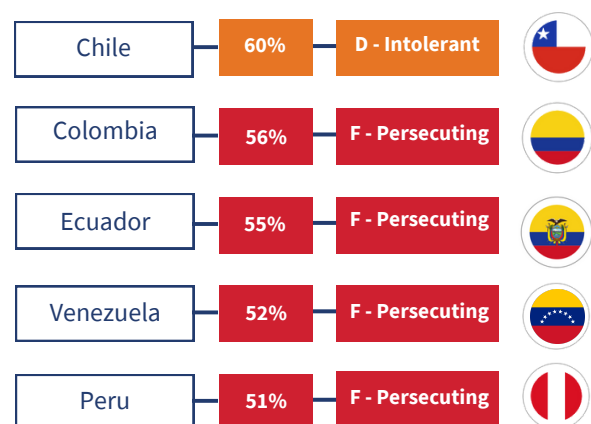 Chile 60% D - Intolerant
Colombia 56% F - Persecuting
Ecuador 55% F - Persecuting
Venezuela 52% F - Persecuting
Peru 51% F - Persecuting